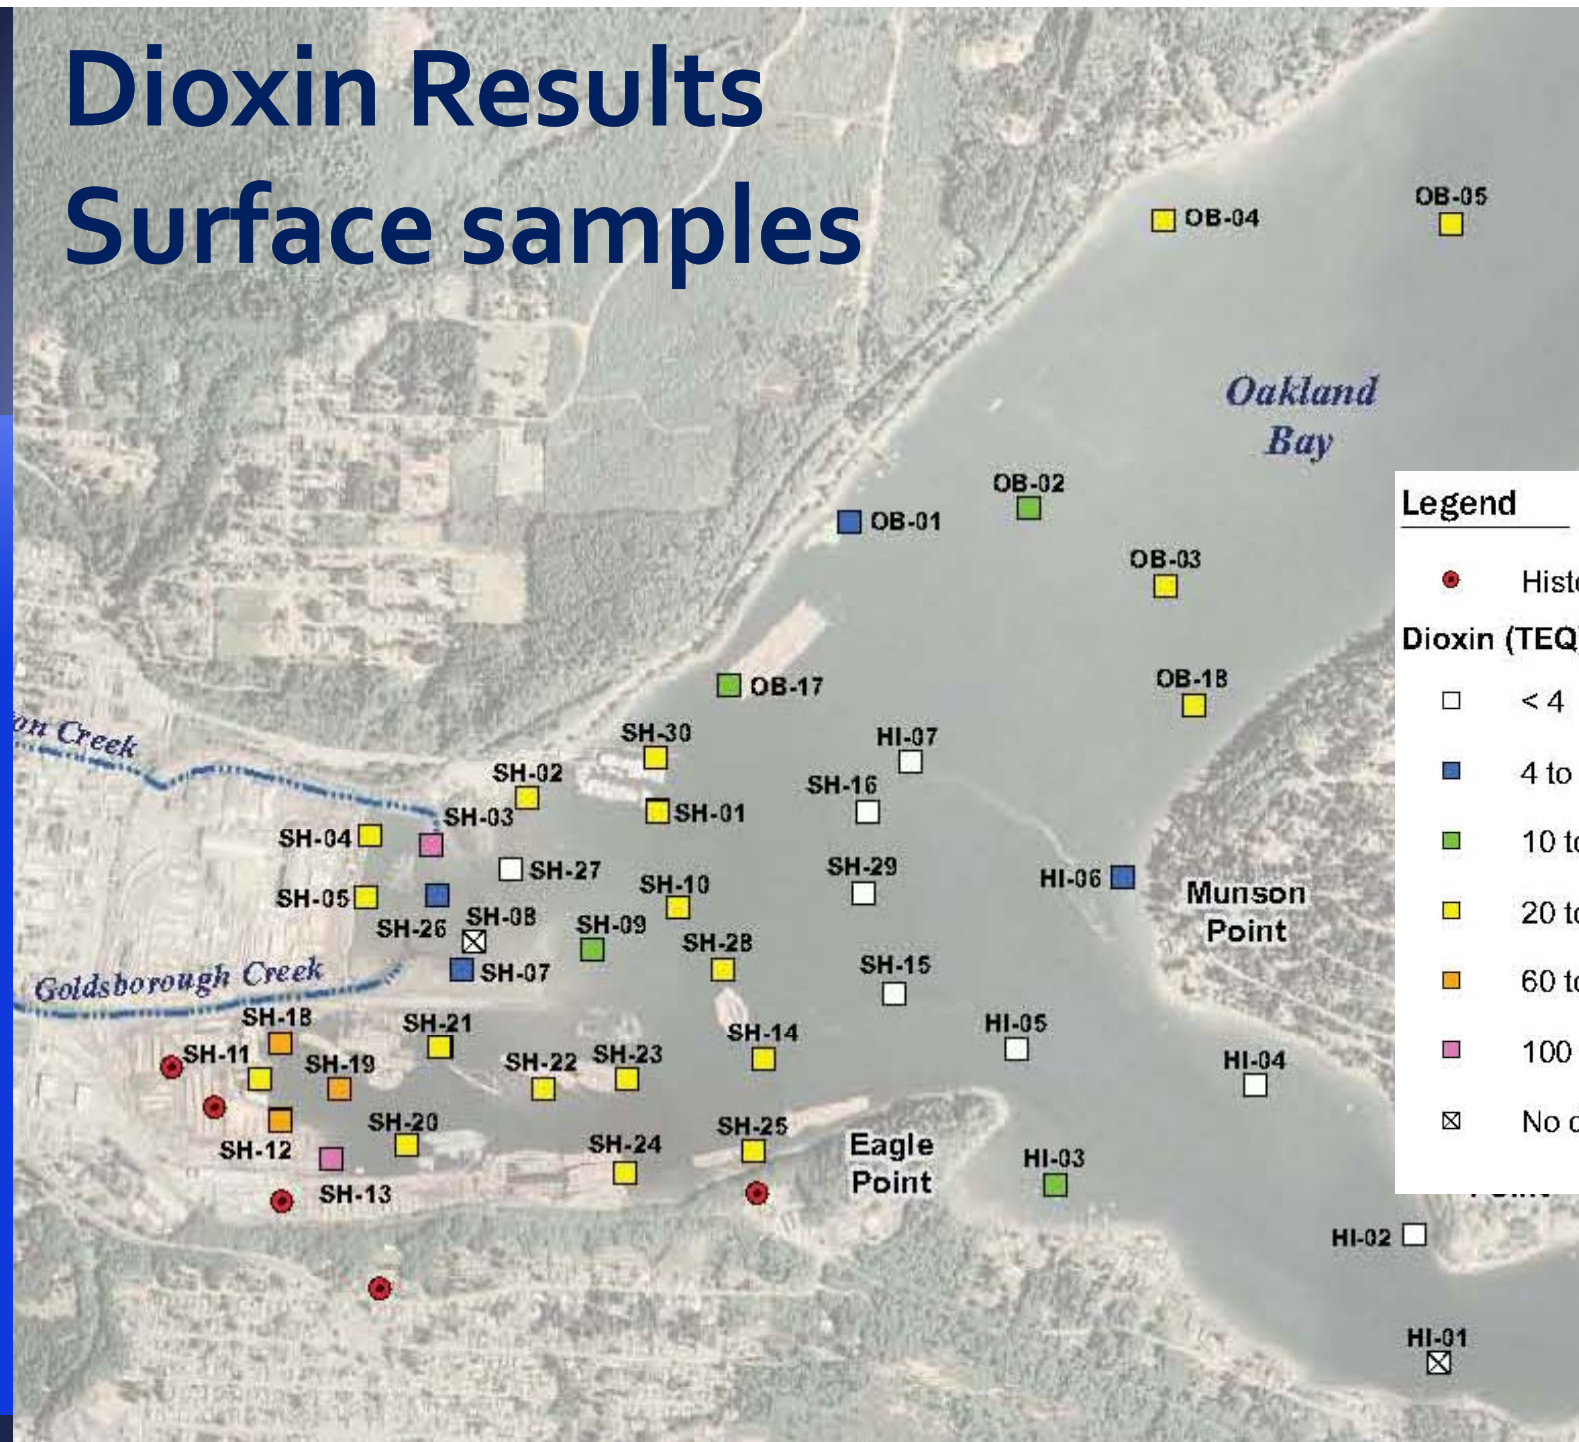 Dioxin Results
Surface samples
OB-04
OB-05
Oakland
Bay
OB-02
OB-01
OB-03
OB-18
OB-17
Legend
Dioxin (TEQ)
< 4
4 to
10 to
20 to
60 to
100
No
Creek
SH-30
HI-07
SH-02
SH-16
SH-03
SH-01
SH-04
SH-27
SH-29
SH-10
HI-06
Munson
Point
SH-05
SH-26
SH-08
SH-09
SH-28
SH-07
SH-15
Goldsborough Creek
SH-18
SH-21
HI-05
SH-14
SH-11
SH-19
SH-22
SH-23
HI-04
SH-20
SH-25
SH-12
SH-24
Eagle
Point
HI-03
SH-13
HI-02
HI-01